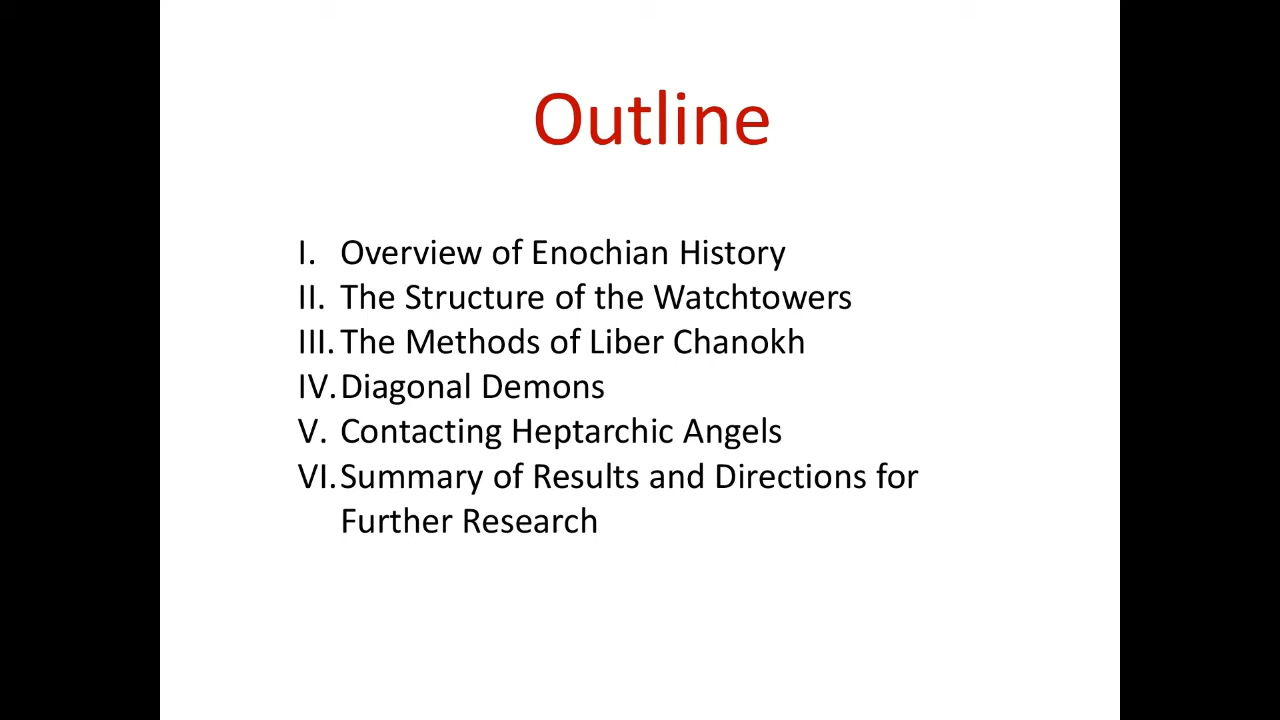 Outline
I. Overview of Enochian History
II. The Structure of the Watchtowers
III. The Methods of Liber Chanokh
IV. Diagonal Demons
V. Contacting Heptarchic Angels
VI. Summary of Results and Directions for
Further Research